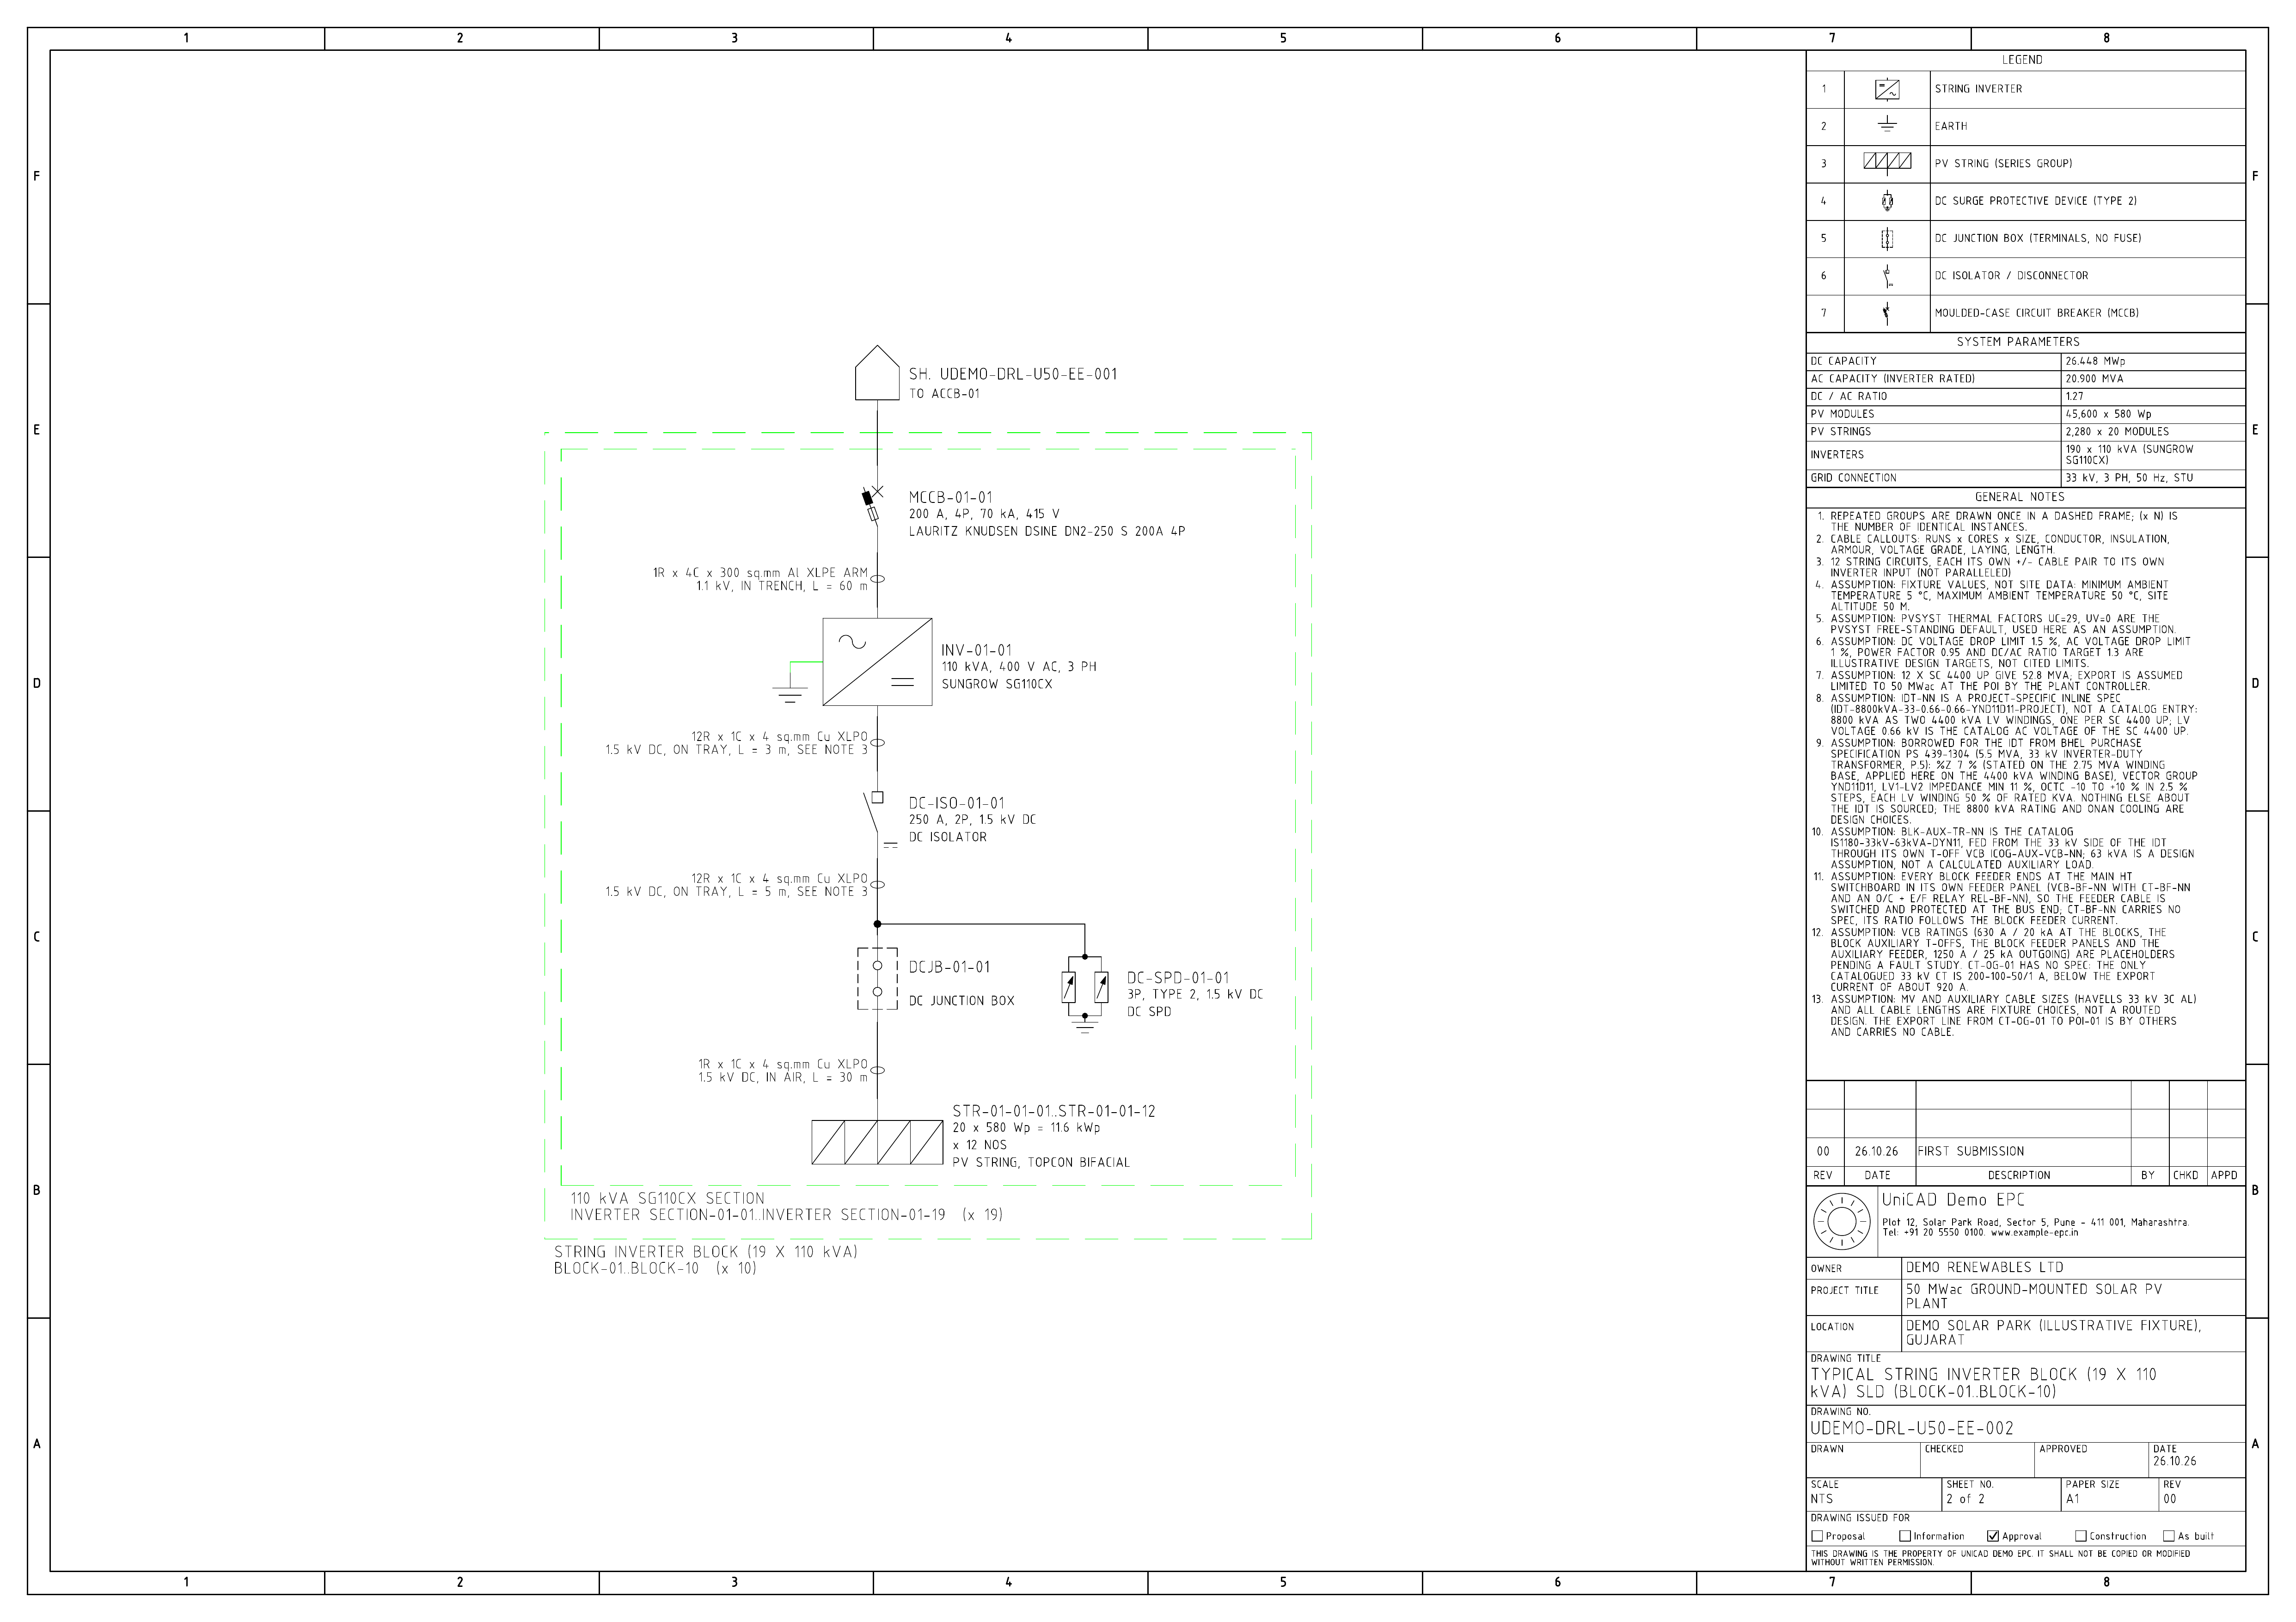 1 2 3 4 5 6 7 8
F
E
D
C
B
A
SH. UDEMO-DRL-U50-EE-001
TO ACCB-01
MCCB-01-01
200 A, 4P, 70 kA, 415 V
LAURITZ KNUDSEN DSINE DN2-250 S 200A 4P
1R x 4C x 300 sq.mm Al XLPE ARM
1.1 kV, IN TRENCH, L = 60 m
INV-01-01
110 kVA, 400 V AC, 3 PH
SUNGROW SG110CX
12R x 1C x 4 sq.mm Cu XLPO
1.5 kV DC, ON TRAY, L = 3 m, SEE NOTE 3
DC-ISO-01-01
250 A, 2P, 1.5 kV DC
DC ISOLATOR
12R x 1C x 4 sq.mm Cu XLPO
1.5 kV DC, ON TRAY, L = 5 m, SEE NOTE 3
DCJB-01-01
DC JUNCTION BOX
DC-SPD-01-01
3P, TYPE 2, 1.5 kV DC
DC SPD
1R x 1C x 4 sq.mm Cu XLPO
1.5 kV DC, IN AIR, L = 30 m
STR-01-01-01..STR-01-01-12
20 x 580 Wp = 11.6 kWp
x 12 NOS
PV STRING, TOPCON BIFACIAL
110 kVA SG110CX SECTION
INVERTER SECTION-01-01..INVERTER SECTION-01-19 (x 19)
STRING INVERTER BLOCK (19 X 110 kVA)
BLOCK-01..BLOCK-10 (x 10)
LEGEND
1 STRING INVERTER
2 EARTH
3 PV STRING (SERIES GROUP)
4 DC SURGE PROTECTIVE DEVICE (TYPE 2)
5 DC JUNCTION BOX (TERMINALS, NO FUSE)
6 DC ISOLATOR / DISCONNECTOR
7 MOULDED-CASE CIRCUIT BREAKER (MCCB)
SYSTEM PARAMETERS
DC CAPACITY 26.448 MWp
AC CAPACITY (INVERTER RATED) 20.900 MVA
DC / AC RATIO 1.27
PV MODULES 45,600 x 580 Wp
PV STRINGS 2,280 x 20 MODULES
INVERTERS 190 x 110 kVA (SUNGROW
SG110CX)
GRID CONNECTION 33 kV, 3 PH, 50 Hz, STU
GENERAL NOTES
1. REPEATED GROUPS ARE DRAWN ONCE IN A DASHED FRAME; (x N) IS
THE NUMBER OF IDENTICAL INSTANCES.
2. CABLE CALLOUTS: RUNS x CORES x SIZE, CONDUCTOR, INSULATION,
ARMOUR, VOLTAGE GRADE, LAYING, LENGTH.
3. 12 STRING CIRCUITS, EACH ITS OWN +/- CABLE PAIR TO ITS OWN
INVERTER INPUT (NOT PARALLELED)
4. ASSUMPTION: FIXTURE VALUES, NOT SITE DATA: MINIMUM AMBIENT
TEMPERATURE 5 °C, MAXIMUM AMBIENT TEMPERATURE 50 °C, SITE
ALTITUDE 50 M.
5. ASSUMPTION: PVSYST THERMAL FACTORS UC=29, UV=0 ARE THE
PVSYST FREE-STANDING DEFAULT, USED HERE AS AN ASSUMPTION.
6. ASSUMPTION: DC VOLTAGE DROP LIMIT 1.5 %, AC VOLTAGE DROP LIMIT
1 %, POWER FACTOR 0.95 AND DC/AC RATIO TARGET 1.3 ARE
ILLUSTRATIVE DESIGN TARGETS, NOT CITED LIMITS.
7. ASSUMPTION: 12 X SC 4400 UP GIVE 52.8 MVA; EXPORT IS ASSUMED
LIMITED TO 50 MWac AT THE POI BY THE PLANT CONTROLLER.
8. ASSUMPTION: IDT-NN IS A PROJECT-SPECIFIC INLINE SPEC
(IDT-8800kVA-33-0.66-0.66-YND11D11-PROJECT), NOT A CATALOG ENTRY:
8800 kVA AS TWO 4400 kVA LV WINDINGS, ONE PER SC 4400 UP; LV
VOLTAGE 0.66 kV IS THE CATALOG AC VOLTAGE OF THE SC 4400 UP.
9. ASSUMPTION: BORROWED FOR THE IDT FROM BHEL PURCHASE
SPECIFICATION PS 439-1304 (5.5 MVA, 33 kV INVERTER-DUTY
TRANSFORMER, P.5): %Z 7 % (STATED ON THE 2.75 MVA WINDING
BASE, APPLIED HERE ON THE 4400 kVA WINDING BASE), VECTOR GROUP
YND11D11, LV1-LV2 IMPEDANCE MIN 11 %, OCTC -10 TO +10 % IN 2.5 %
STEPS, EACH LV WINDING 50 % OF RATED KVA. NOTHING ELSE ABOUT
THE IDT IS SOURCED; THE 8800 kVA RATING AND ONAN COOLING ARE
DESIGN CHOICES.
10. ASSUMPTION: BLK-AUX-TR-NN IS THE CATALOG
IS1180-33kV-63kVA-DYN11, FED FROM THE 33 kV SIDE OF THE IDT
THROUGH ITS OWN T-OFF VCB ICOG-AUX-VCB-NN; 63 kVA IS A DESIGN
ASSUMPTION, NOT A CALCULATED AUXILIARY LOAD.
11. ASSUMPTION: EVERY BLOCK FEEDER ENDS AT THE MAIN HT
SWITCHBOARD IN ITS OWN FEEDER PANEL (VCB-BF-NN WITH CT-BF-NN
AND AN O/C + E/F RELAY REL-BF-NN), SO THE FEEDER CABLE IS
SWITCHED AND PROTECTED AT THE BUS END; CT-BF-NN CARRIES NO
SPEC, ITS RATIO FOLLOWS THE BLOCK FEEDER CURRENT.
12. ASSUMPTION: VCB RATINGS (630 A / 20 kA AT THE BLOCKS, THE
BLOCK AUXILIARY T-OFFS, THE BLOCK FEEDER PANELS AND THE
AUXILIARY FEEDER, 1250 A / 25 kA OUTGOING) ARE PLACEHOLDERS
PENDING A FAULT STUDY. CT-OG-01 HAS NO SPEC: THE ONLY
CATALOGUED 33 kV CT IS 200-100-50/1 A, BELOW THE EXPORT
CURRENT OF ABOUT 920 A.
13. ASSUMPTION: MV AND AUXILIARY CABLE SIZES (HAVELLS 33 kV 3C AL)
AND ALL CABLE LENGTHS ARE FIXTURE CHOICES, NOT A ROUTED
DESIGN. THE EXPORT LINE FROM CT-OG-01 TO POI-01 IS BY OTHERS
AND CARRIES NO CABLE.
00 26.10.26 FIRST SUBMISSION
REV DATE DESCRIPTION BY CHKD APPD
UniCAD Demo EPC
Plot 12, Solar Park Road, Sector 5, Pune - 411 001, Maharashtra.
Tel: +91 20 5550 0100. www.example-epc.in
OWNER DEMO RENEWABLES LTD
PROJECT TITLE 50 MWac GROUND-MOUNTED SOLAR PV
PLANT
LOCATION DEMO SOLAR PARK (ILLUSTRATIVE FIXTURE),
GUJARAT
DRAWING TITLE
TYPICAL STRING INVERTER BLOCK (19 X 110
kVA) SLD (BLOCK-01..BLOCK-10)
DRAWING NO.
UDEMO-DRL-U50-EE-002
DRAWN CHECKED APPROVED DATE
26.10.26
SCALE SHEET NO. PAPER SIZE REV
NTS 2 of 2 A1 00
DRAWING ISSUED FOR
Proposal Information Approval Construction As built
THIS DRAWING IS THE PROPERTY OF UNICAD DEMO EPC. IT SHALL NOT BE COPIED OR MODIFIED
WITHOUT WRITTEN PERMISSION.
F
E
D
C
B
A
1 2 3 4 5 6 7 8